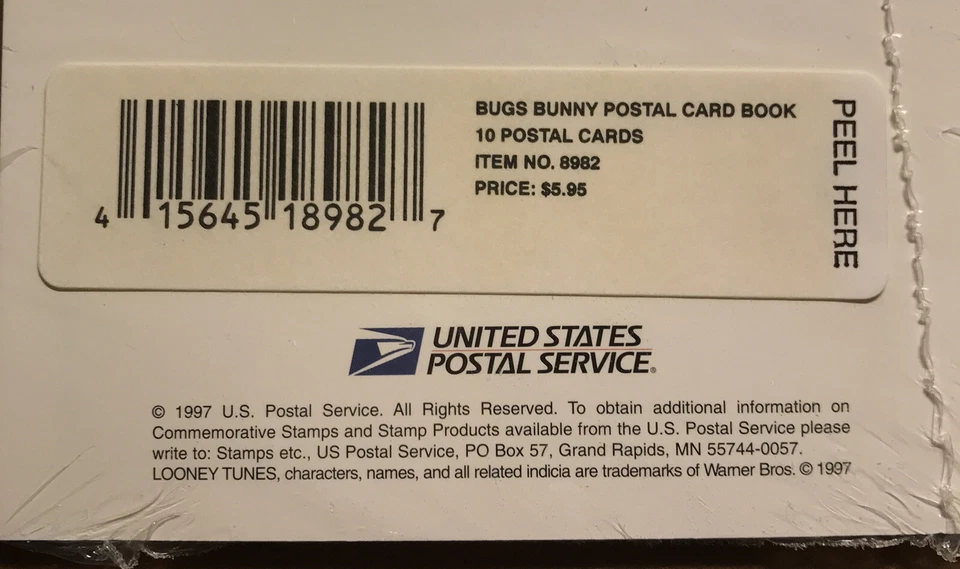 BUGS BUNNY POSTAL CARD BOOK
10 POSTAL CARDS
ITEM NO. 8982
PRICE: $5.95
PEEL HERE
4 15645 18982 7
UNITED STATES
POSTAL SERVICE®
© 1997 U.S. Postal Service. All Rights Reserved. To obtain additional information on
Commemorative Stamps and Stamp Products available from the U.S. Postal Service please
write to: Stamps etc., US Postal Service, PO Box 57, Grand Rapids, MN 55744-0057.
LOONEY TUNES, characters, names, and all related indicia are trademarks of Warner Bros. © 1997